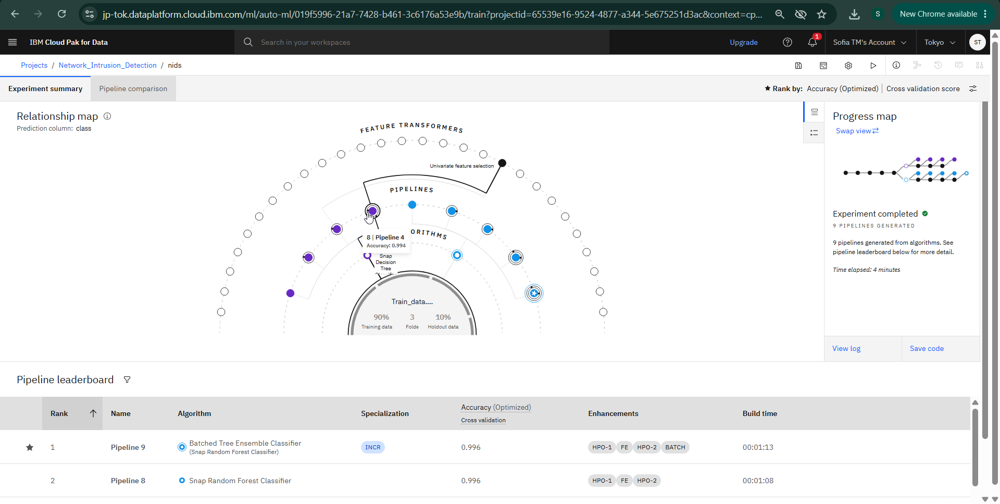 jp-tok.dataplatform.cloud.ibm.com/ml/auto-ml/019f5996-21a7-7428-b461-3c6176a53e9b/train?projectid=65539e16-9524-4877-a344-5e675251d3ac&context=cp...
S
New Chrome available
IBM Cloud Pak for Data
Search in your workspaces
Upgrade
1
Sofia TM's Account
Tokyo
ST
Projects / Network_Intrusion_Detection / nids
Experiment summary
Pipeline comparison
Rank by: Accuracy (Optimized) | Cross validation score
Relationship map
Prediction column: class
FEATURE TRANSFORMERS
Univariate feature selection
PIPELINES
ORITHMS
8 | Pipeline 4
Accuracy: 0.994
Snap
Decision
Tree
Train_data....
90%
Training data
3
Folds
10%
Holdout data
Progress map
Swap view
Experiment completed
9 PIPELINES GENERATED
9 pipelines generated from algorithms. See
pipeline leaderboard below for more detail.
Time elapsed: 4 minutes
View log
Save code
Pipeline leaderboard
Rank Name Algorithm Specialization Accuracy (Optimized) Enhancements Build time
Cross validation
1 Pipeline 9 Batched Tree Ensemble Classifier INCR 0.996 HPO-1 FE HPO-2 BATCH 00:01:13
(Snap Random Forest Classifier)
2 Pipeline 8 Snap Random Forest Classifier 0.996 HPO-1 FE HPO-2 00:01:08